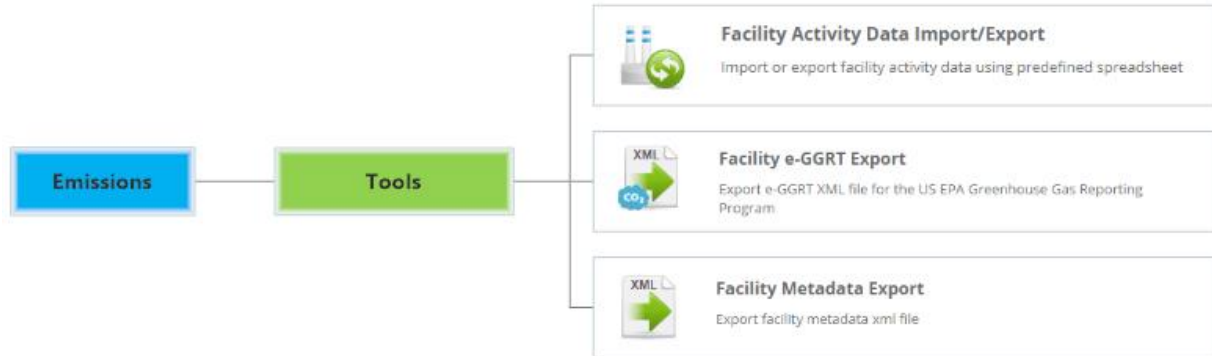 Facility Activity Data Import/Export
Import or export facility activity data using predefined spreadsheet
Emissions
Tools
XML
CO₂
Facility e-GGRT Export
Export e-GGRT XML file for the US EPA Greenhouse Gas Reporting
Program
XML
Facility Metadata Export
Export facility metadata xml file